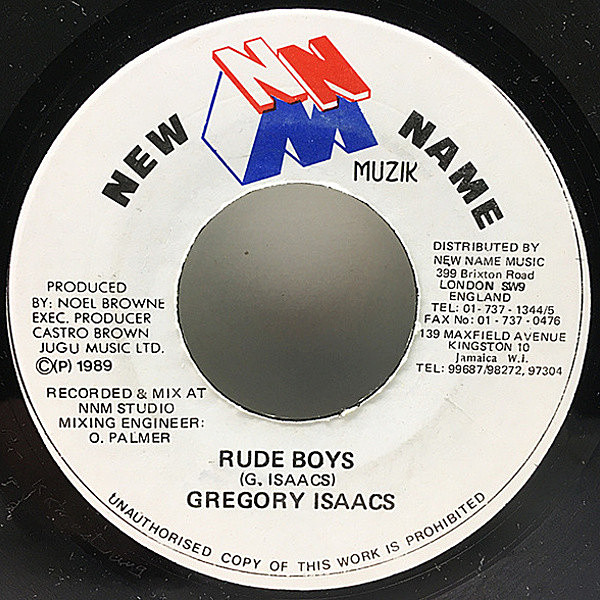 NNM
NEW NAME
MUZIK
PRODUCED
BY: NOEL BROWNE
EXEC. PRODUCER
CASTRO BROWN
JUGU MUSIC LTD.
©(P) 1989
RECORDED & MIX AT
NNM STUDIO
MIXING ENGINEER:
O. PALMER
DISTRIBUTED BY
NEW NAME MUSIC
399 Brixton Road
LONDON SW9
ENGLAND
TEL: 01-737-1344/5
FAX No: 01-737-0476
139 MAXFIELD AVENUE
KINGSTON 10
Jamaica W.I.
TEL: 99687/98272, 97304
RUDE BOYS
(G. ISAACS)
GREGORY ISAACS
UNAUTHORISED COPY OF THIS WORK IS PROHIBITED